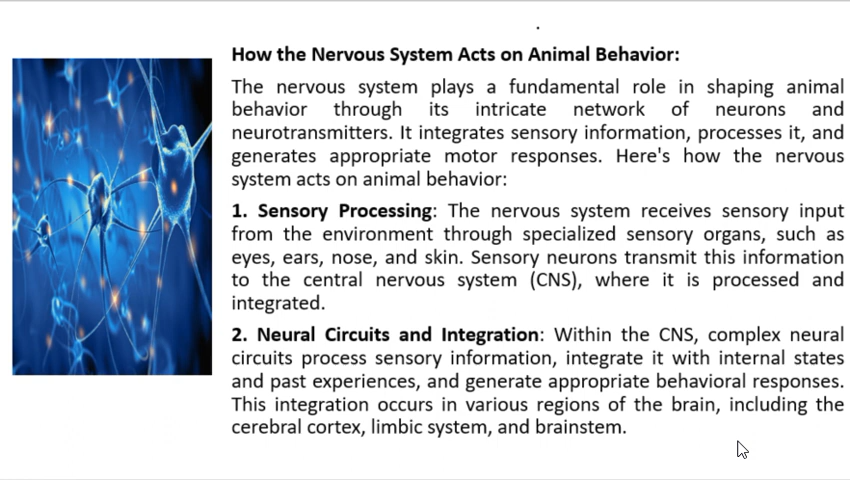 How the Nervous System Acts on Animal Behavior:
The nervous system plays a fundamental role in shaping animal
behavior through its intricate network of neurons and
neurotransmitters. It integrates sensory information, processes it, and
generates appropriate motor responses. Here's how the nervous
system acts on animal behavior:
1. Sensory Processing: The nervous system receives sensory input
from the environment through specialized sensory organs, such as
eyes, ears, nose, and skin. Sensory neurons transmit this information
to the central nervous system (CNS), where it is processed and
integrated.
2. Neural Circuits and Integration: Within the CNS, complex neural
circuits process sensory information, integrate it with internal states
and past experiences, and generate appropriate behavioral responses.
This integration occurs in various regions of the brain, including the
cerebral cortex, limbic system, and brainstem.